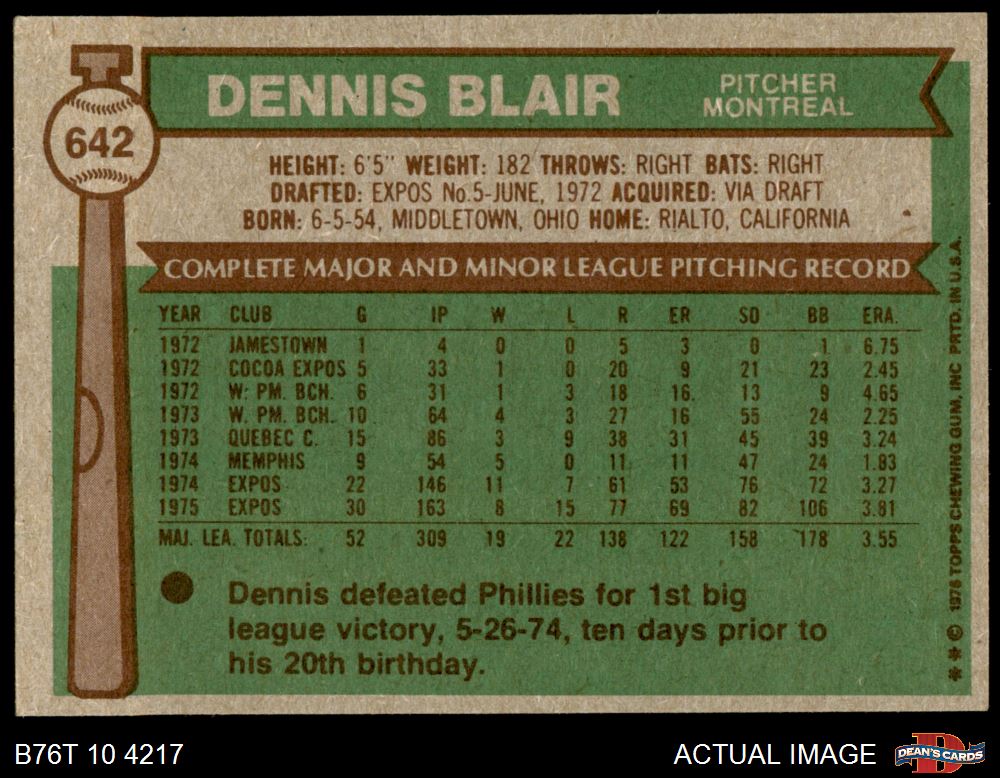 DENNIS BLAIR
PITCHER
MONTREAL
642
HEIGHT: 6'5" WEIGHT: 182 THROWS: RIGHT BATS: RIGHT
DRAFTED: EXPOS No.5-JUNE, 1972 ACQUIRED: VIA DRAFT
BORN: 6-5-54, MIDDLETOWN, OHIO HOME: RIALTO, CALIFORNIA
COMPLETE MAJOR AND MINOR LEAGUE PITCHING RECORD
YEAR CLUB G IP W L R ER SO BB ERA.
1972 JAMESTOWN 1 4 0 0 5 3 0 1 6.75
1972 COCOA EXPOS 5 33 1 0 20 9 21 23 2.45
1972 W. PM. BCH. 6 31 1 3 18 16 13 9 4.65
1973 W. PM. BCH. 10 64 4 3 27 16 55 24 2.25
1973 QUEBEC C. 15 86 3 9 38 31 45 39 3.24
1974 MEMPHIS 9 54 5 0 11 11 47 24 1.83
1974 EXPOS 22 146 11 7 61 53 76 72 3.27
1975 EXPOS 30 163 8 15 77 69 82 106 3.81
MAJ. LEA. TOTALS: 52 309 19 22 138 122 158 178 3.55
Dennis defeated Phillies for 1st big
league victory, 5-26-74, ten days prior to
his 20th birthday.
** © 1976 TOPPS CHEWING GUM, INC PRTD. IN U.S.A.
B76T 10 4217
ACTUAL IMAGE
DEAN'S CARDS